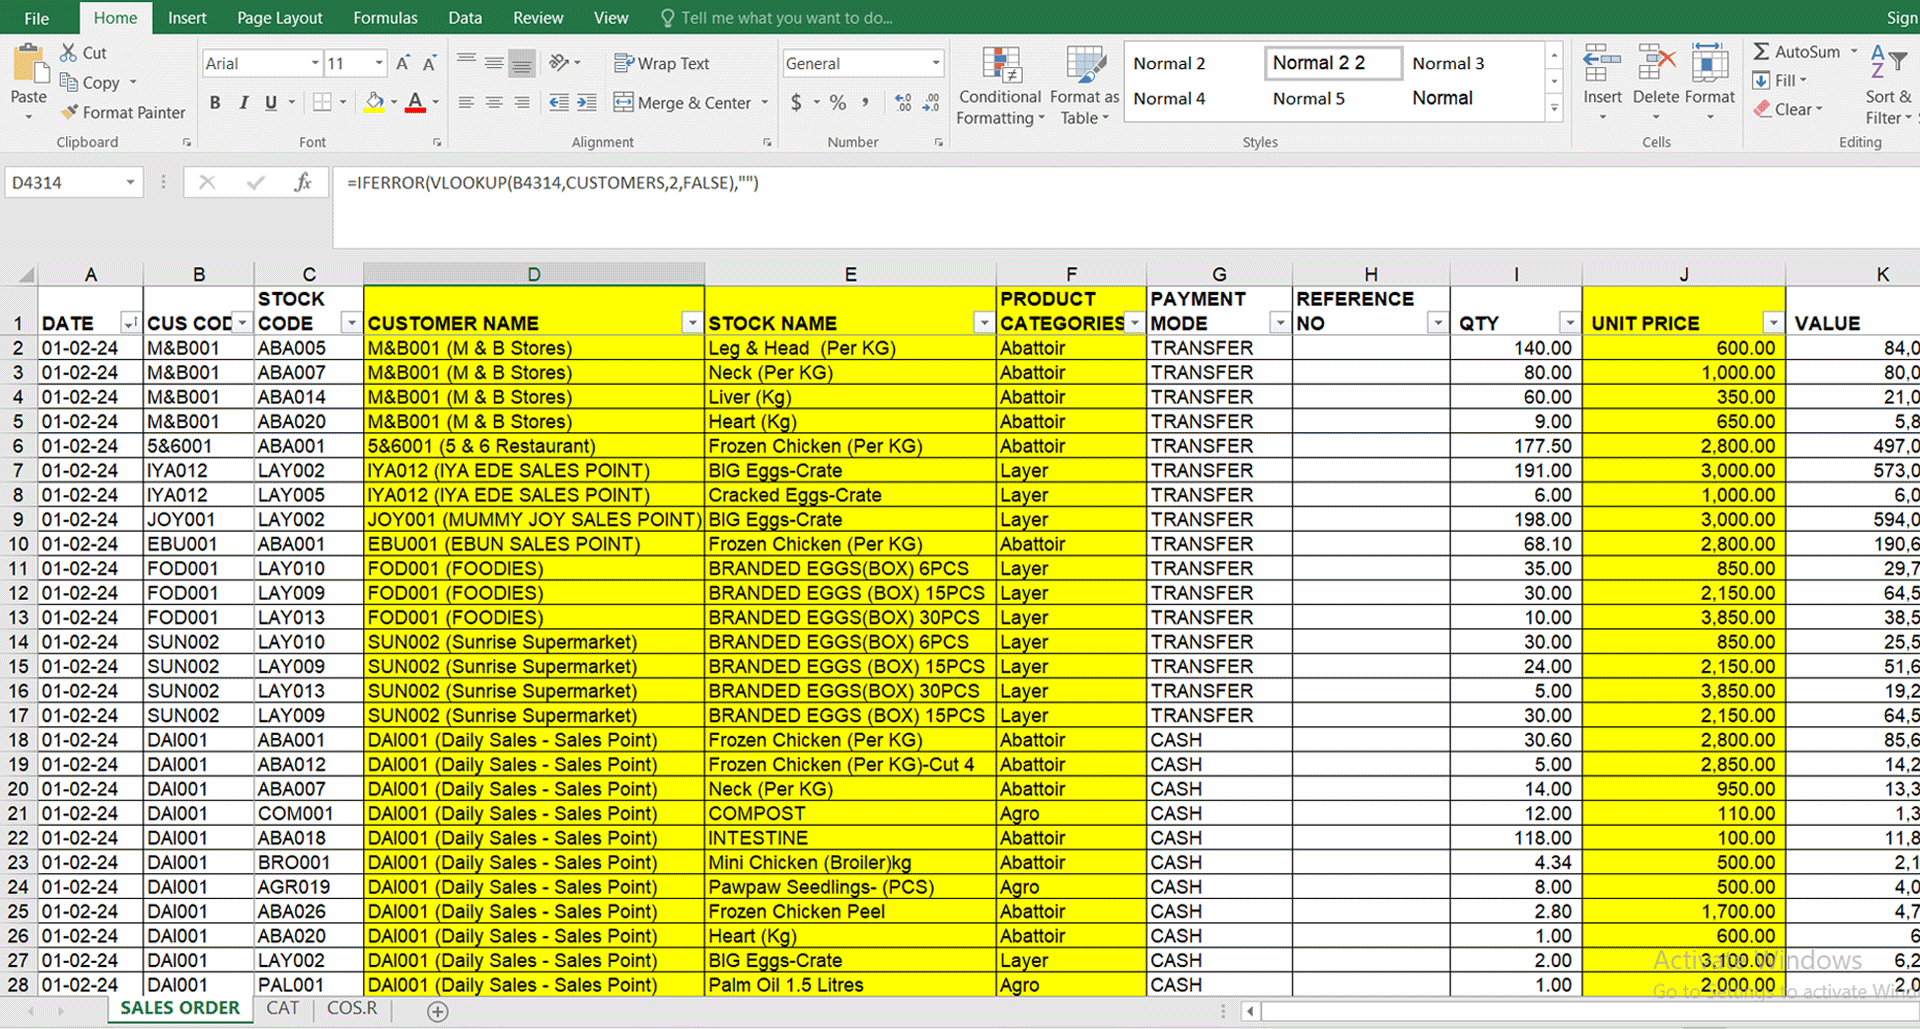 File Home Insert Page Layout Formulas Data Review View Tell me what you want to do... Sign
Cut
Copy
Format Painter
Paste
Clipboard
Arial 11
B I U
Font
Wrap Text
Merge & Center
Alignment
General
$ % ,
Number
Conditional Formatting
Format as Table
Normal 2 Normal 2 2 Normal 3
Normal 4 Normal 5 Normal
Styles
Insert Delete Format
Cells
AutoSum
Fill
Clear
Sort & Filter
Editing
D4314 fx =IFERROR(VLOOKUP(B4314,CUSTOMERS,2,FALSE),"")
A B C D E F G H I J K
1 DATE CUS COD STOCK CODE CUSTOMER NAME STOCK NAME PRODUCT CATEGORIES PAYMENT MODE REFERENCE NO QTY UNIT PRICE VALUE
2 01-02-24 M&B001 ABA005 M&B001 (M & B Stores) Leg & Head (Per KG) Abattoir TRANSFER 140.00 600.00 84,0
3 01-02-24 M&B001 ABA007 M&B001 (M & B Stores) Neck (Per KG) Abattoir TRANSFER 80.00 1,000.00 80,0
4 01-02-24 M&B001 ABA014 M&B001 (M & B Stores) Liver (Kg) Abattoir TRANSFER 60.00 350.00 21,0
5 01-02-24 M&B001 ABA020 M&B001 (M & B Stores) Heart (Kg) Abattoir TRANSFER 9.00 650.00 5,8
6 01-02-24 5&6001 ABA001 5&6001 (5 & 6 Restaurant) Frozen Chicken (Per KG) Abattoir TRANSFER 177.50 2,800.00 497,0
7 01-02-24 IYA012 LAY002 IYA012 (IYA EDE SALES POINT) BIG Eggs-Crate Layer TRANSFER 191.00 3,000.00 573,0
8 01-02-24 IYA012 LAY005 IYA012 (IYA EDE SALES POINT) Cracked Eggs-Crate Layer TRANSFER 6.00 1,000.00 6,0
9 01-02-24 JOY001 LAY002 JOY001 (MUMMY JOY SALES POINT) BIG Eggs-Crate Layer TRANSFER 198.00 3,000.00 594,0
10 01-02-24 EBU001 ABA001 EBU001 (EBUN SALES POINT) Frozen Chicken (Per KG) Abattoir TRANSFER 68.10 2,800.00 190,6
11 01-02-24 FOD001 LAY010 FOD001 (FOODIES) BRANDED EGGS(BOX) 6PCS Layer TRANSFER 35.00 850.00 29,7
12 01-02-24 FOD001 LAY009 FOD001 (FOODIES) BRANDED EGGS (BOX) 15PCS Layer TRANSFER 30.00 2,150.00 64,5
13 01-02-24 FOD001 LAY013 FOD001 (FOODIES) BRANDED EGGS(BOX) 30PCS Layer TRANSFER 10.00 3,850.00 38,5
14 01-02-24 SUN002 LAY010 SUN002 (Sunrise Supermarket) BRANDED EGGS(BOX) 6PCS Layer TRANSFER 30.00 850.00 25,5
15 01-02-24 SUN002 LAY009 SUN002 (Sunrise Supermarket) BRANDED EGGS (BOX) 15PCS Layer TRANSFER 24.00 2,150.00 51,6
16 01-02-24 SUN002 LAY013 SUN002 (Sunrise Supermarket) BRANDED EGGS(BOX) 30PCS Layer TRANSFER 5.00 3,850.00 19,2
17 01-02-24 SUN002 LAY009 SUN002 (Sunrise Supermarket) BRANDED EGGS (BOX) 15PCS Layer TRANSFER 30.00 2,150.00 64,5
18 01-02-24 DAI001 ABA001 DAI001 (Daily Sales - Sales Point) Frozen Chicken (Per KG) Abattoir CASH 30.60 2,800.00 85,6
19 01-02-24 DAI001 ABA012 DAI001 (Daily Sales - Sales Point) Frozen Chicken (Per KG)-Cut 4 Abattoir CASH 5.00 2,850.00 14,2
20 01-02-24 DAI001 ABA007 DAI001 (Daily Sales - Sales Point) Neck (Per KG) Abattoir CASH 14.00 950.00 13,3
21 01-02-24 DAI001 COM001 DAI001 (Daily Sales - Sales Point) COMPOST Agro CASH 12.00 110.00 1,3
22 01-02-24 DAI001 ABA018 DAI001 (Daily Sales - Sales Point) INTESTINE Abattoir CASH 118.00 100.00 11,8
23 01-02-24 DAI001 BRO001 DAI001 (Daily Sales - Sales Point) Mini Chicken (Broiler)kg Abattoir CASH 4.34 500.00 2,1
24 01-02-24 DAI001 AGR019 DAI001 (Daily Sales - Sales Point) Pawpaw Seedlings- (PCS) Agro CASH 8.00 500.00 4,0
25 01-02-24 DAI001 ABA026 DAI001 (Daily Sales - Sales Point) Frozen Chicken Peel Abattoir CASH 2.80 1,700.00 4,7
26 01-02-24 DAI001 ABA020 DAI001 (Daily Sales - Sales Point) Heart (Kg) Abattoir CASH 1.00 600.00 6
27 01-02-24 DAI001 LAY002 DAI001 (Daily Sales - Sales Point) BIG Eggs-Crate Layer CASH 2.00 3,100.00 6,2
28 01-02-24 DAI001 PAL001 DAI001 (Daily Sales - Sales Point) Palm Oil 1.5 Litres Agro CASH 1.00 2,000.00 2,0
Activate Windows
Go to Settings to activate Wind
SALES ORDER CAT COS.R